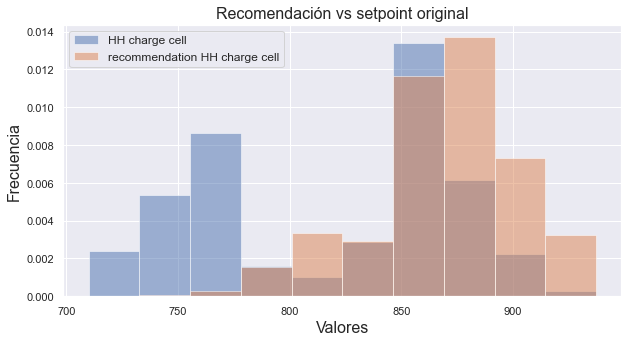 Recomendación vs setpoint original
HH charge cell
recommendation HH charge cell
Frecuencia
0.014
0.012
0.010
0.008
0.006
0.004
0.002
0.000
700 750 800 850 900
Valores